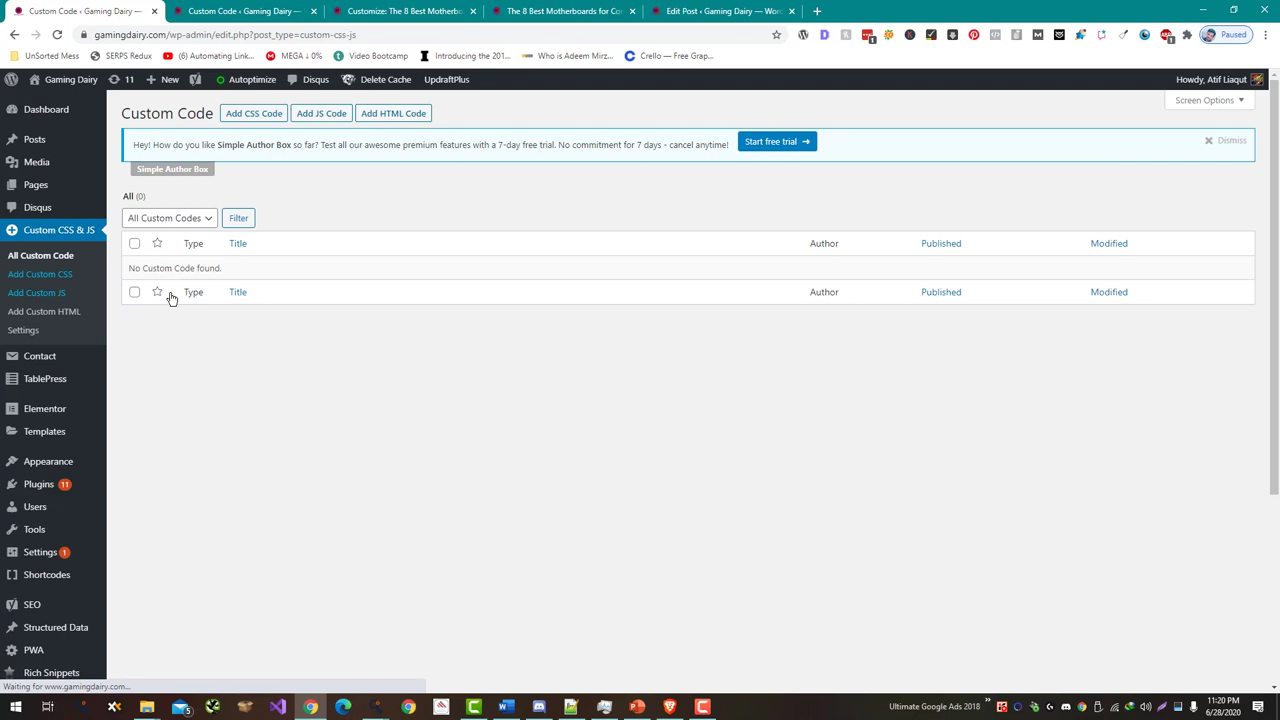 Custom Code ‹ Gaming Dairy —
Custom Code ‹ Gaming Dairy —
Customize: The 8 Best Motherbo
The 8 Best Motherboards for Co
Edit Post ‹ Gaming Dairy — Wor
gamingdairy.com/wp-admin/edit.php?post_type=custom-css-js
Paused
UnSorted Mess
SERPS Redux
(6) Automating Link...
MEGA ↓ 0%
Video Bootcamp
Introducing the 201...
Who is Adeem Mirz...
Crello — Free Grap...
Gaming Dairy
11
New
Autoptimize
Disqus
Delete Cache
UpdraftPlus
Howdy, Atif Liaqut
Dashboard
Posts
Media
Pages
Disqus
Custom CSS & JS
All Custom Code
Add Custom CSS
Add Custom JS
Add Custom HTML
Settings
Contact
TablePress
Elementor
Templates
Appearance
Plugins 11
Users
Tools
Settings 1
Shortcodes
SEO
Structured Data
PWA
Rich Snippets
Screen Options
Custom Code
Add CSS Code
Add JS Code
Add HTML Code
Hey! How do you like Simple Author Box so far? Test all our awesome premium features with a 7-day free trial. No commitment for 7 days - cancel anytime!
Start free trial →
Dismiss
Simple Author Box
All (0)
All Custom Codes
Filter
Type Title Author Published Modified
No Custom Code found.
Type Title Author Published Modified
Waiting for www.gamingdairy.com...
5
Ultimate Google Ads 2018
11:20 PM
6/28/2020